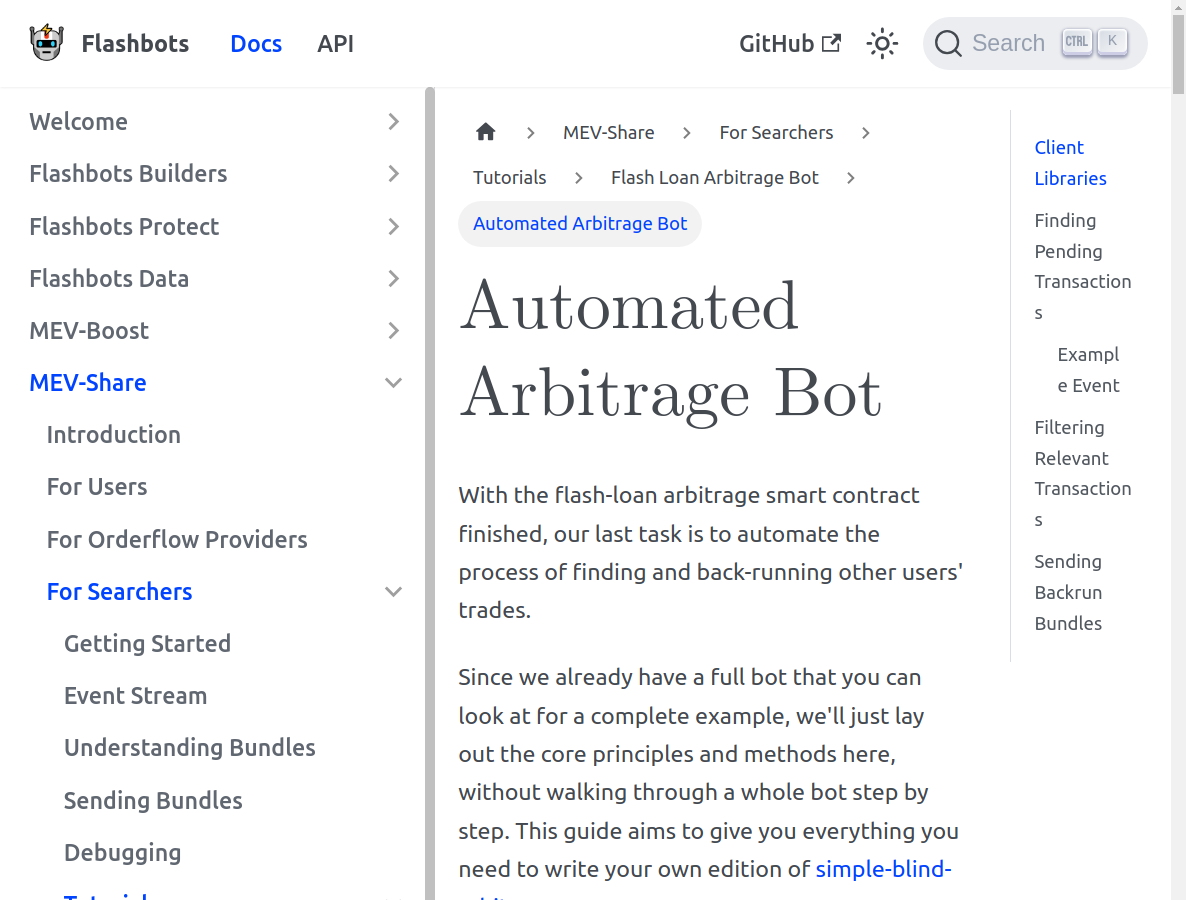 Flashbots
Docs
API
GitHub
Search
CTRL
K
Welcome
Flashbots Builders
Flashbots Protect
Flashbots Data
MEV-Boost
MEV-Share
Introduction
For Users
For Orderflow Providers
For Searchers
Getting Started
Event Stream
Understanding Bundles
Sending Bundles
Debugging
MEV-Share
For Searchers
Tutorials
Flash Loan Arbitrage Bot
Automated Arbitrage Bot
Automated
Arbitrage Bot
With the flash-loan arbitrage smart contract
finished, our last task is to automate the
process of finding and back-running other users'
trades.
Since we already have a full bot that you can
look at for a complete example, we'll just lay
out the core principles and methods here,
without walking through a whole bot step by
step. This guide aims to give you everything you
need to write your own edition of simple-blind-
Client
Libraries
Finding
Pending
Transaction
s
Exampl
e Event
Filtering
Relevant
Transaction
s
Sending
Backrun
Bundles